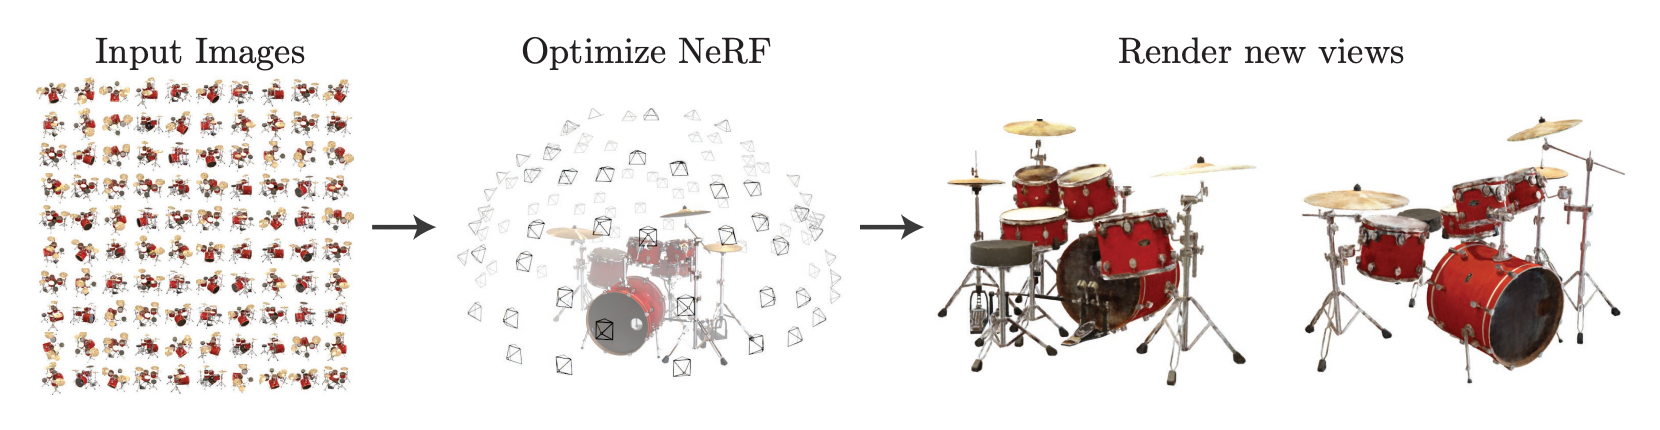 Input Images
Optimize NeRF
Render new views